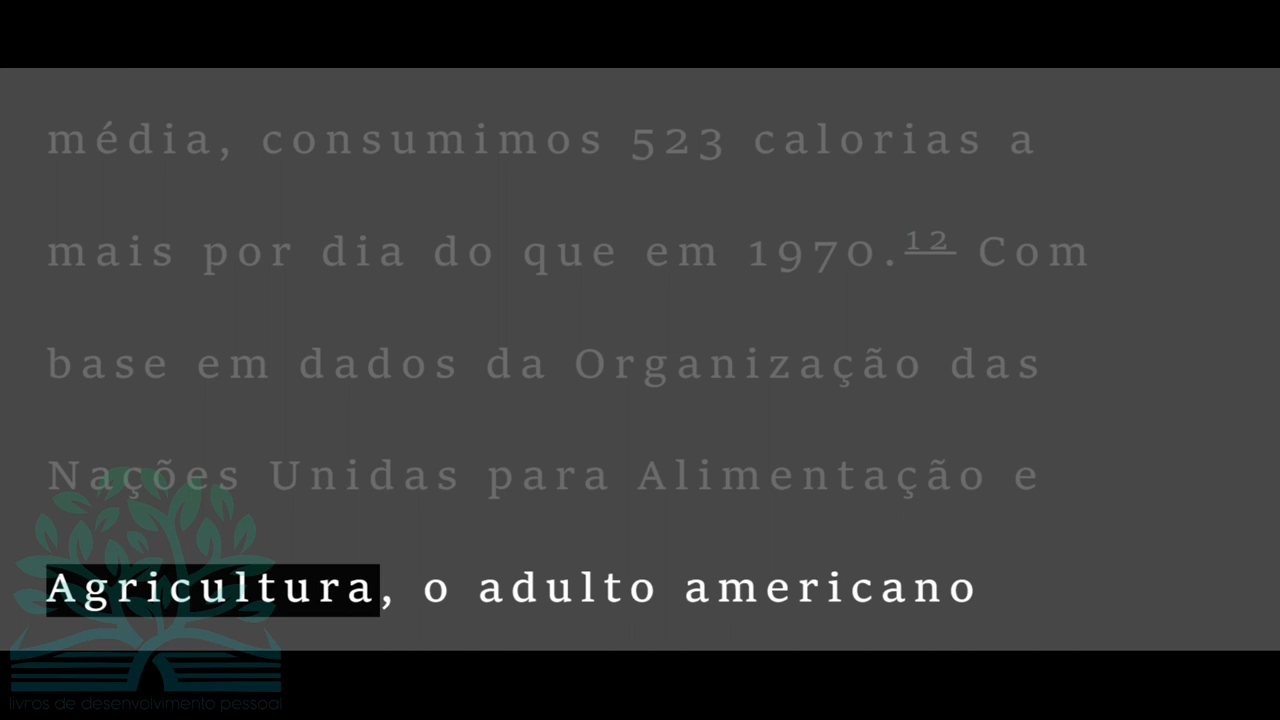 média, consumimos 523 calorias a
mais por dia do que em 1970.12 Com
base em dados da Organização das
Nações Unidas para Alimentação e
Agricultura, o adulto americano
livros de desenvolvimento pessoal